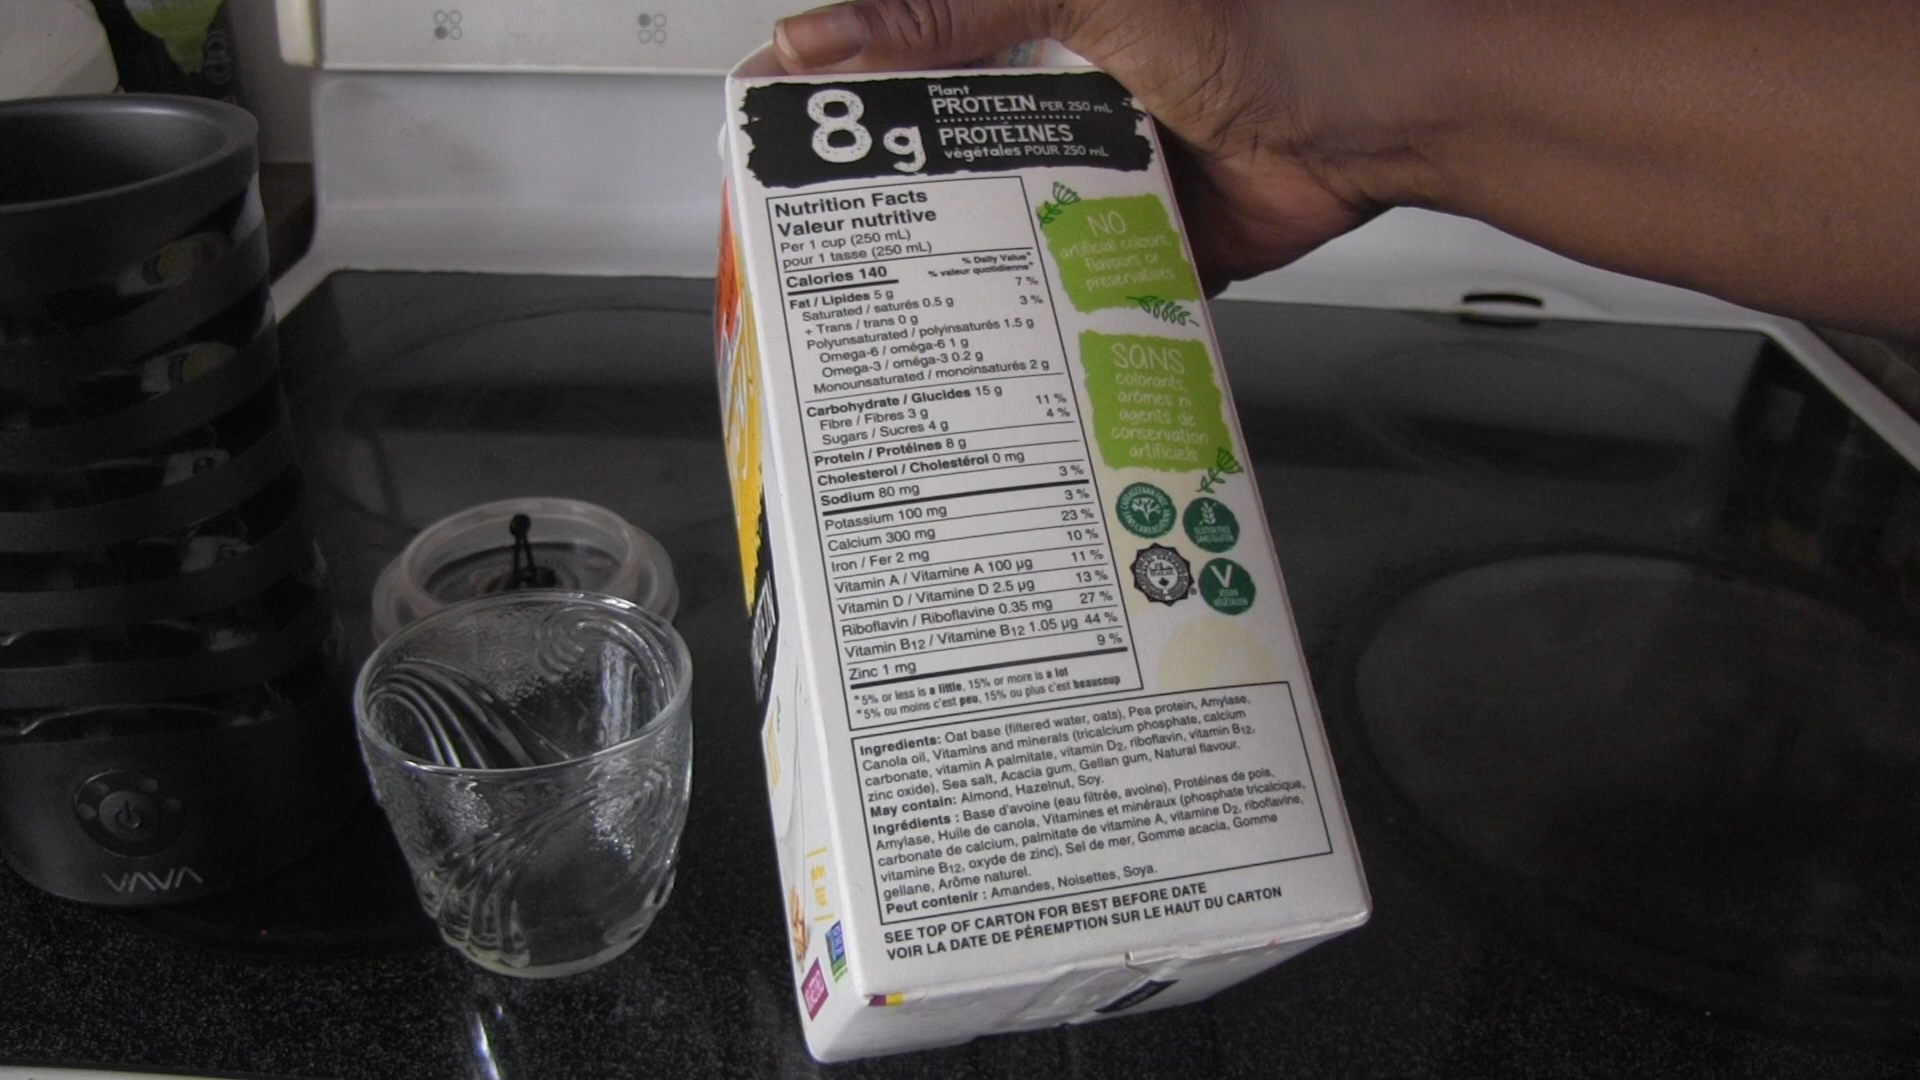 8g
Plant
PROTEIN PER 250 mL
PROTÉINES
végétales POUR 250 mL
Nutrition Facts
Valeur nutritive
Per 1 cup (250 mL)
pour 1 tasse (250 mL)
% Daily Value*
% valeur quotidienne*
Calories 140
Fat / Lipides 5 g 7 %
Saturated / saturés 0.5 g 3 %
+ Trans / trans 0 g
Polyunsaturated / polyinsaturés 1.5 g
Omega-6 / oméga-6 1 g
Omega-3 / oméga-3 0.2 g
Monounsaturated / monoinsaturés 2 g
Carbohydrate / Glucides 15 g
Fibre / Fibres 3 g 11 %
Sugars / Sucres 4 g 4 %
Protein / Protéines 8 g
Cholesterol / Cholestérol 0 mg
Sodium 80 mg 3 %
Potassium 100 mg 3 %
Calcium 300 mg 23 %
Iron / Fer 2 mg 10 %
Vitamin A / Vitamine A 100 µg 11 %
Vitamin D / Vitamine D 2.5 µg 13 %
Riboflavin / Riboflavine 0.35 mg 27 %
Vitamin B12 / Vitamine B12 1.05 µg 44 %
Zinc 1 mg 9 %
*5% or less is a little, 15% or more is a lot
*5% ou moins c'est peu, 15% ou plus c'est beaucoup
NO
artificial colours,
flavours or
preservatives
SANS
colorants,
arômes ni
agents de
conservation
artificiels
GLUTEN FREE
SANS GLUTEN
V
VEGAN
VÉGÉTALIEN
Ingredients: Oat base (filtered water, oats), Pea protein, Amylase,
Canola oil, Vitamins and minerals (tricalcium phosphate, calcium
carbonate, vitamin A palmitate, vitamin D2, riboflavin, vitamin B12,
zinc oxide), Sea salt, Acacia gum, Gellan gum, Natural flavour.
May contain: Almond, Hazelnut, Soy.
Ingrédients : Base d'avoine (eau filtrée, avoine), Protéines de pois,
Amylase, Huile de canola, Vitamines et minéraux (phosphate tricalcique,
carbonate de calcium, palmitate de vitamine A, vitamine D2, riboflavine,
vitamine B12, oxyde de zinc), Sel de mer, Gomme acacia, Gomme
gellane, Arôme naturel.
Peut contenir : Amandes, Noisettes, Soya.
SEE TOP OF CARTON FOR BEST BEFORE DATE
VOIR LA DATE DE PÉREMPTION SUR LE HAUT DU CARTON
VAVA